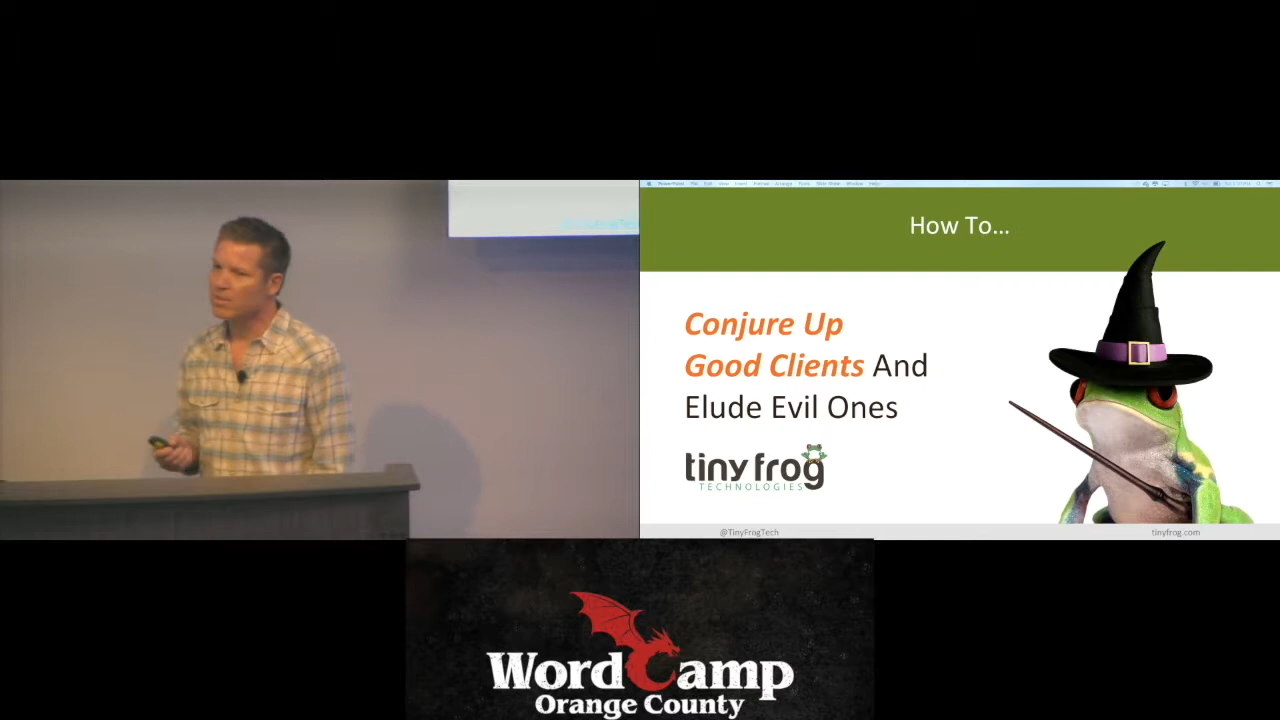 How To...
Conjure Up
Good Clients And
Elude Evil Ones
tiny frog
TECHNOLOGIES
@TinyFrogTech
tinyfrog.com
WordCamp
Orange County